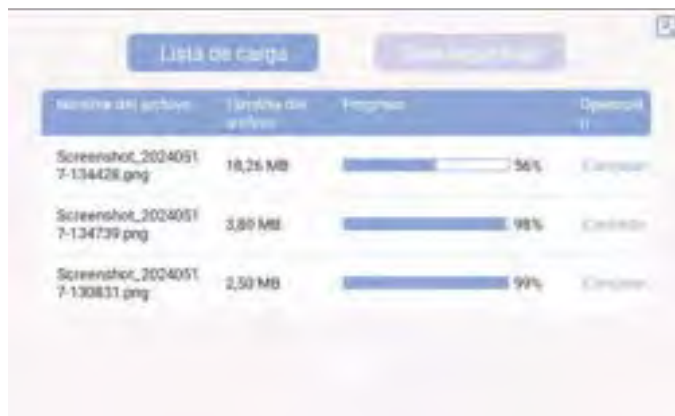 Lista de carga
Nombre del archivo Tamaño del archivo Progreso
Screenshot_2024051
7-134428.png
18,26 MB
56%
Screenshot_2024051
7-134739.png
3,80 MB
98%
Screenshot_2024051
7-130831.png
2,50 MB
99%